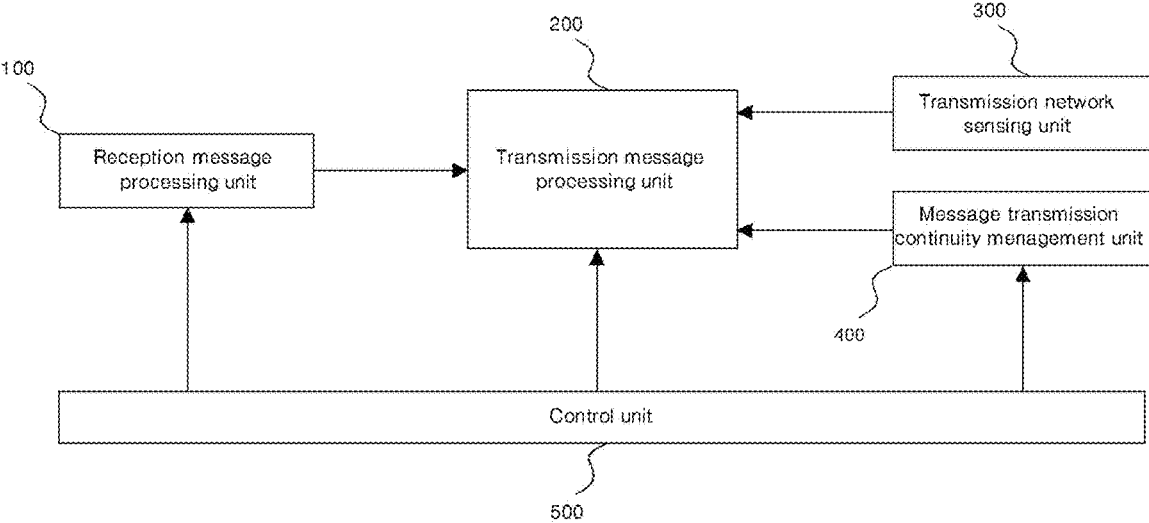 200
300
100
Transmission network
sensing unit
Reception message
processing unit
Transmission message
processing unit
Message transmission
continuity menagement unit
400
Control unit
500